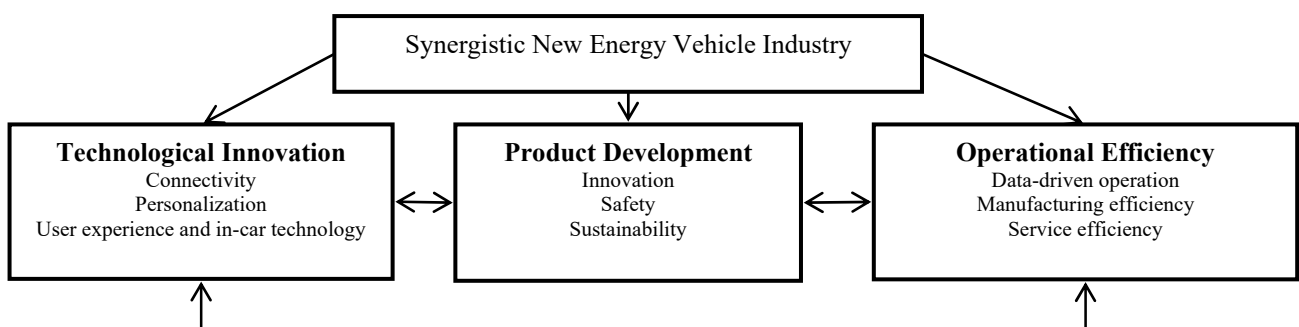 Synergistic New Energy Vehicle Industry
Technological Innovation
Connectivity
Personalization
User experience and in-car technology
Product Development
Innovation
Safety
Sustainability
Operational Efficiency
Data-driven operation
Manufacturing efficiency
Service efficiency